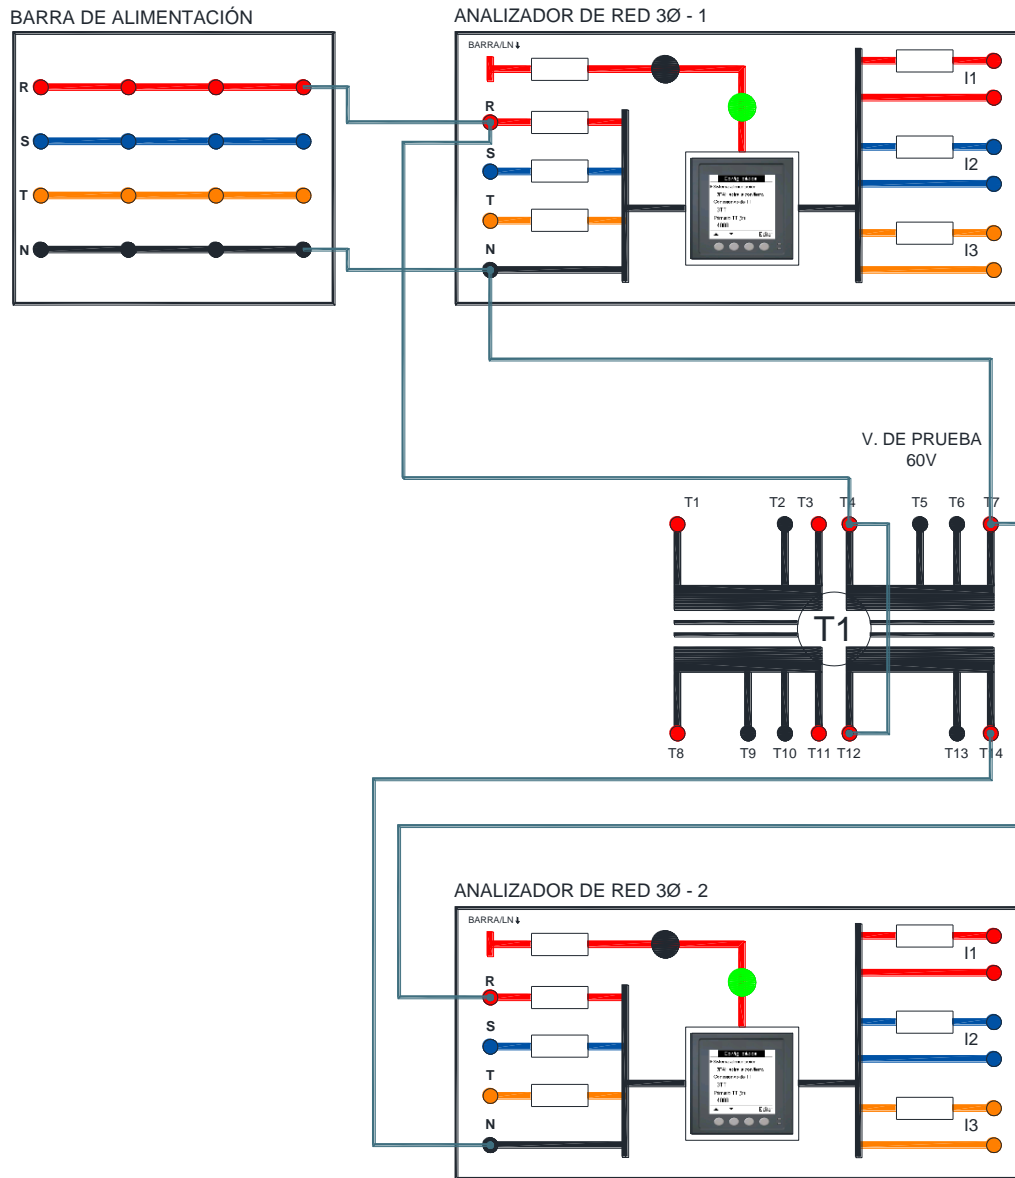 BARRA DE ALIMENTACIÓN
R
S
T
N
ANALIZADOR DE RED 3Ø - 1
BARRA/LN
R
S
T
N
I1
I2
I3
V. DE PRUEBA
60V
T1 T2 T3 T4 T5 T6 T7
T1
T8 T9 T10 T11 T12 T13 T14
ANALIZADOR DE RED 3Ø - 2
BARRA/LN
R
S
T
N
I1
I2
I3